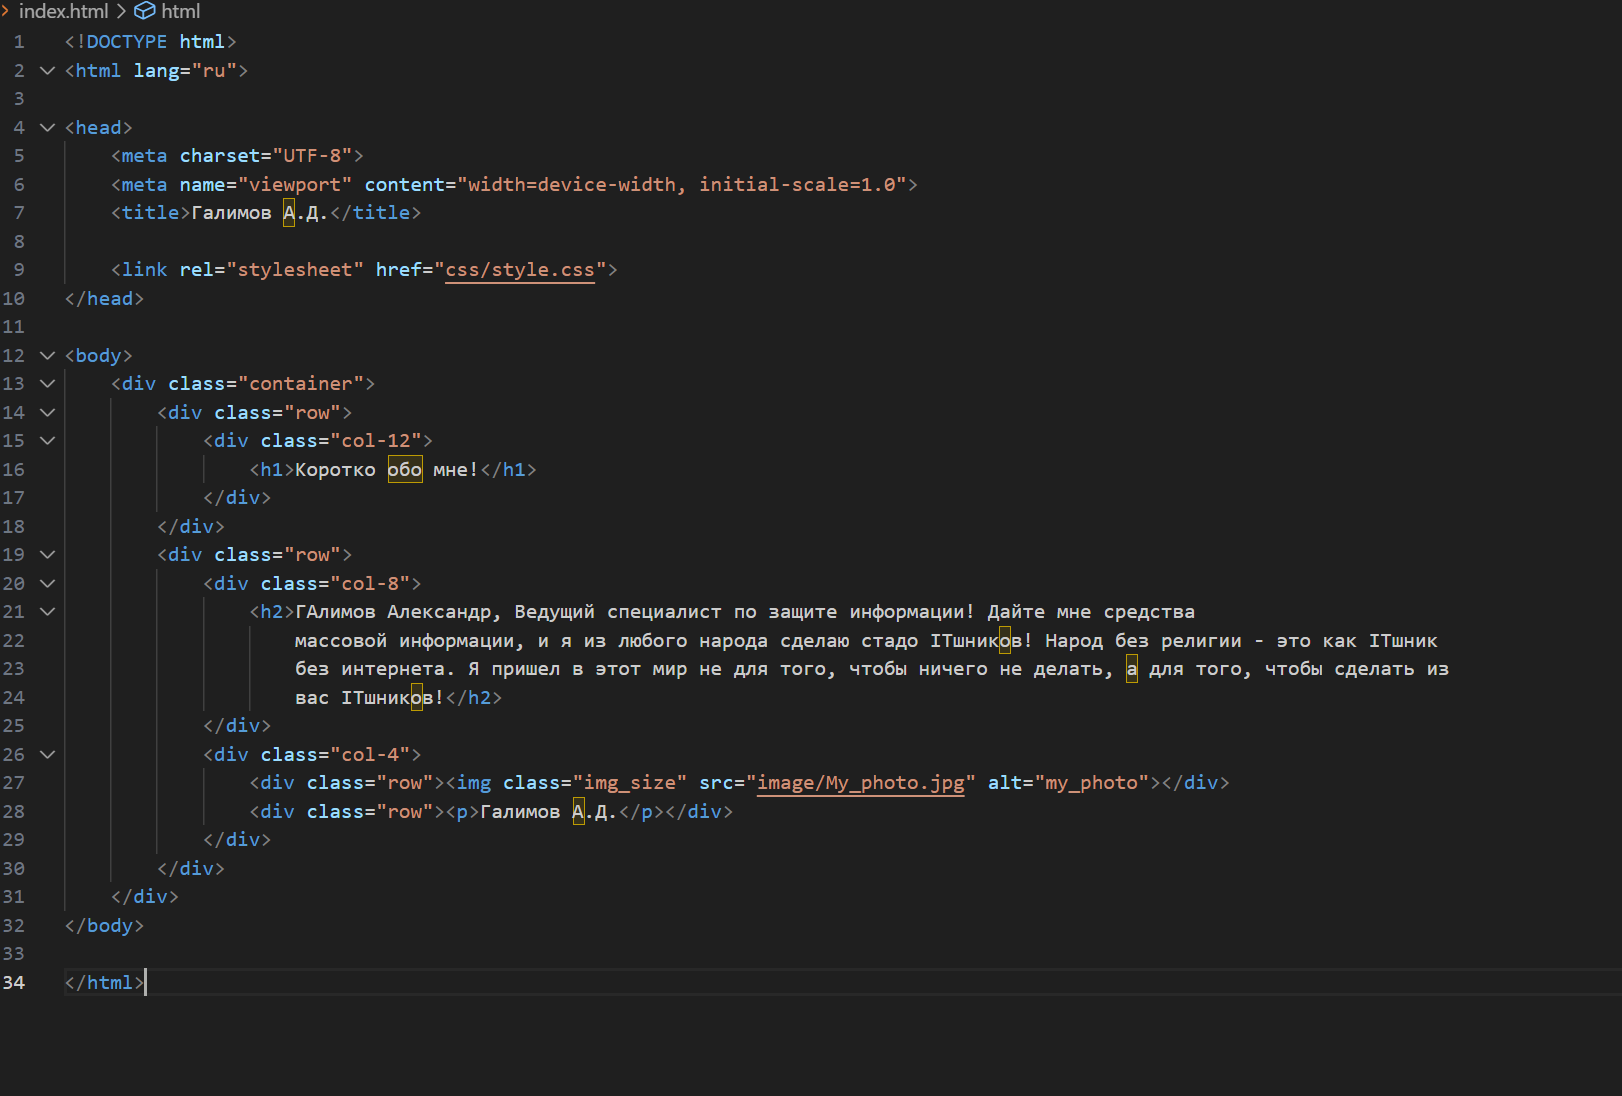 index.html > html
1 <!DOCTYPE html>
2 <html lang="ru">
3
4 <head>
5 <meta charset="UTF-8">
6 <meta name="viewport" content="width=device-width, initial-scale=1.0">
7 <title>Галимов А.Д.</title>
8
9 <link rel="stylesheet" href="css/style.css">
10 </head>
11
12 <body>
13 <div class="container">
14 <div class="row">
15 <div class="col-12">
16 <h1>Коротко обо мне!</h1>
17 </div>
18 </div>
19 <div class="row">
20 <div class="col-8">
21 <h2>ГАлимов Александр, Ведущий специалист по защите информации! Дайте мне средства
22 массовой информации, и я из любого народа сделаю стадо ITшников! Народ без религии - это как ITшник
23 без интернета. Я пришел в этот мир не для того, чтобы ничего не делать, а для того, чтобы сделать из
24 вас ITшников!</h2>
25 </div>
26 <div class="col-4">
27 <div class="row"><img class="img_size" src="image/My_photo.jpg" alt="my_photo"></div>
28 <div class="row"><p>Галимов А.Д.</p></div>
29 </div>
30 </div>
31 </div>
32 </body>
33
34 </html>